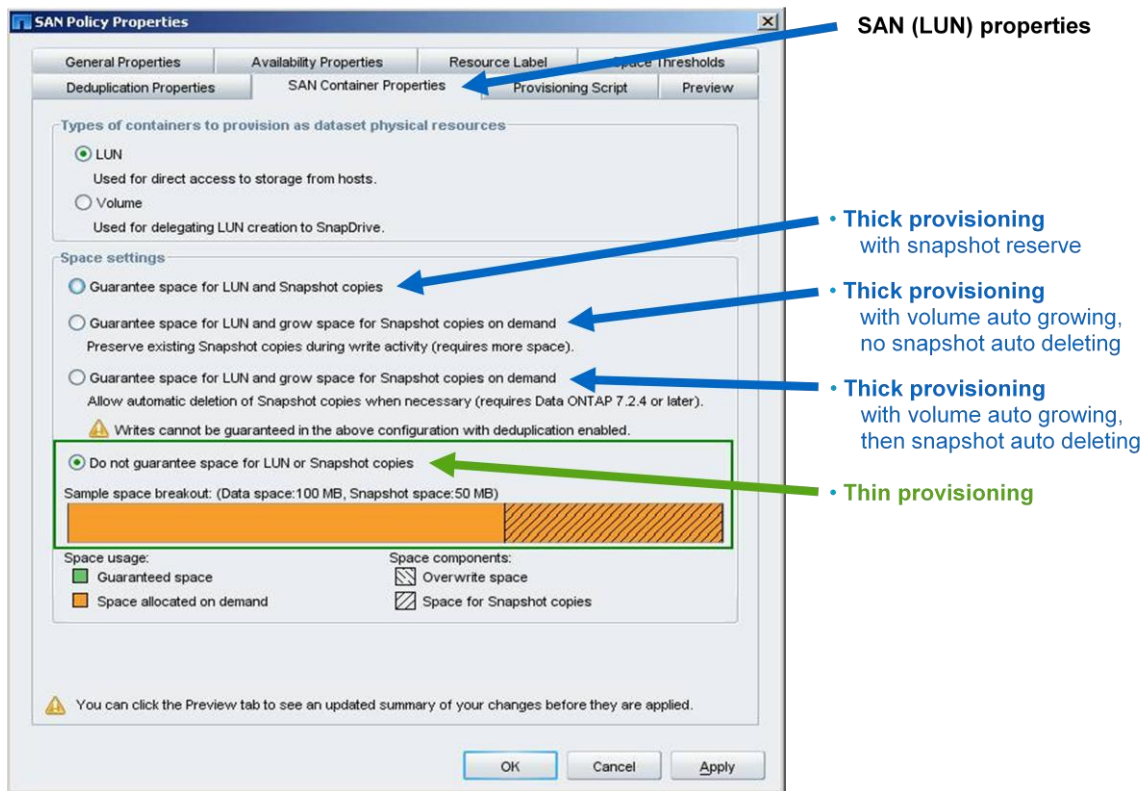 SAN Policy Properties
SAN (LUN) properties
General Properties
Availability Properties
Resource Label
Space Thresholds
Deduplication Properties
SAN Container Properties
Provisioning Script
Preview
Types of containers to provision as dataset physical resources
LUN
Used for direct access to storage from hosts.
Volume
Used for delegating LUN creation to SnapDrive.
Space settings
Guarantee space for LUN and Snapshot copies
Guarantee space for LUN and grow space for Snapshot copies on demand
Preserve existing Snapshot copies during write activity (requires more space).
Guarantee space for LUN and grow space for Snapshot copies on demand
Allow automatic deletion of Snapshot copies when necessary (requires Data ONTAP 7.2.4 or later).
Writes cannot be guaranteed in the above configuration with deduplication enabled.
Do not guarantee space for LUN or Snapshot copies
Sample space breakout: (Data space:100 MB, Snapshot space:50 MB)
Space usage:
Guaranteed space
Space allocated on demand
Space components:
Overwrite space
Space for Snapshot copies
You can click the Preview tab to see an updated summary of your changes before they are applied.
OK
Cancel
Apply
• Thick provisioning
with snapshot reserve
• Thick provisioning
with volume auto growing,
no snapshot auto deleting
• Thick provisioning
with volume auto growing,
then snapshot auto deleting
• Thin provisioning